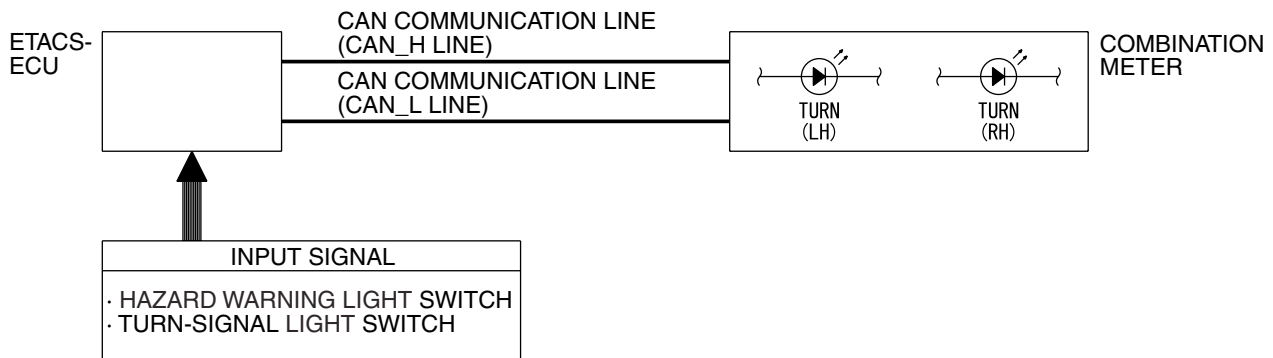 ETACS-
ECU
CAN COMMUNICATION LINE
(CAN_H LINE)
CAN COMMUNICATION LINE
(CAN_L LINE)
TURN
(LH)
TURN
(RH)
COMBINATION
METER
INPUT SIGNAL
· HAZARD WARNING LIGHT SWITCH
· TURN-SIGNAL LIGHT SWITCH